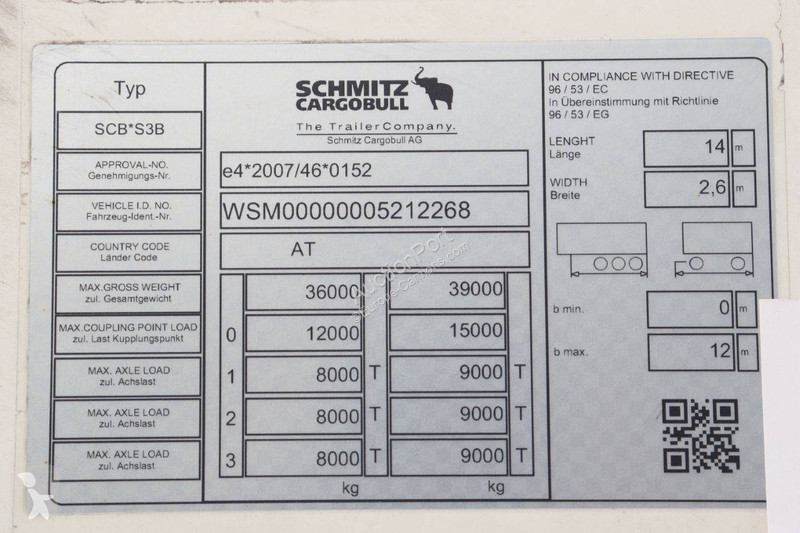 Typ
SCB*S3B
APPROVAL-NO.
Genehmigungs-Nr.
VEHICLE I.D. NO.
Fahrzeug-Ident.-Nr.
COUNTRY CODE
Länder Code
MAX.GROSS WEIGHT
zul. Gesamtgewicht
MAX.COUPLING POINT LOAD
zul. Last Kupplungspunkt
MAX. AXLE LOAD
zul. Achslast
MAX. AXLE LOAD
zul. Achslast
MAX. AXLE LOAD
zul. Achslast
SCHMITZ
CARGOBULL
The Trailer Company.
Schmitz Cargobull AG
e4*2007/46*0152
WSM00000005212268
AT
36000 39000
0 12000 15000
1 8000 T 9000 T
2 8000 T 9000 T
3 8000 T 9000 T
kg kg
IN COMPLIANCE WITH DIRECTIVE
96 / 53 / EC
In Übereinstimmung mit Richtlinie
96 / 53 / EG
LENGHT
Länge
14 m
WIDTH
Breite
2,6 m
b min. 0 m
b max. 12 m